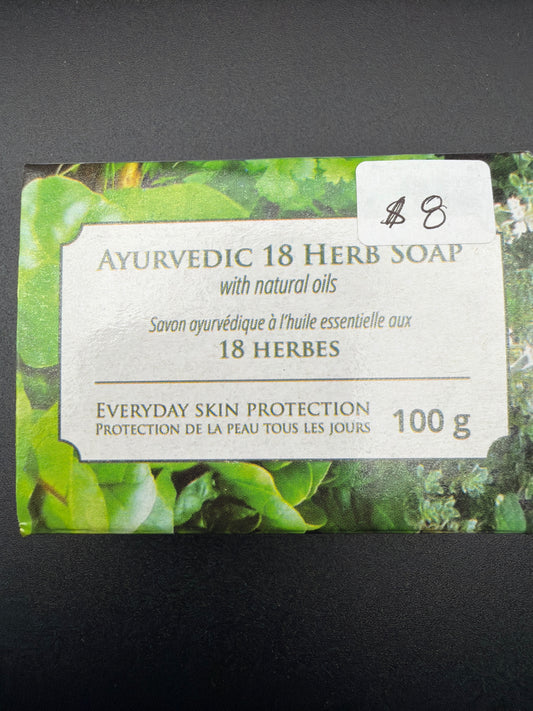 $8
AYURVEDIC 18 HERB SOAP
with natural oils
Savon ayurvédique à l'huile essentielle aux
18 HERBES
EVERYDAY SKIN PROTECTION
PROTECTION DE LA PEAU TOUS LES JOURS
100 g